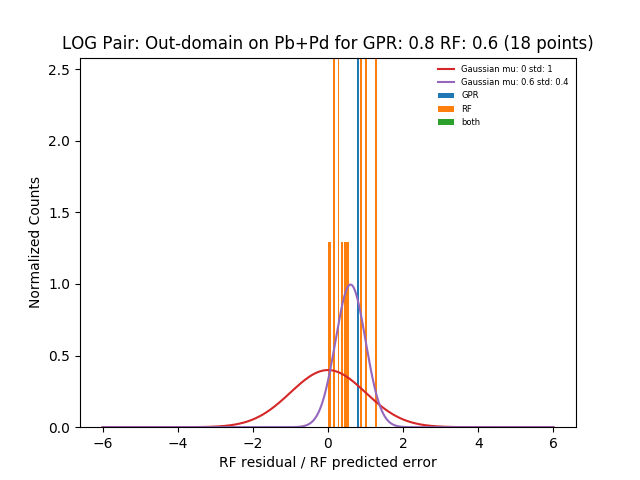 LOG Pair: Out-domain on Pb+Pd for GPR: 0.8 RF: 0.6 (18 points)
Gaussian mu: 0 std: 1
Gaussian mu: 0.6 std: 0.4
GPR
RF
both
Normalized Counts
2.5
2.0
1.5
1.0
0.5
0.0
−6
−4
−2
0
2
4
6
RF residual / RF predicted error